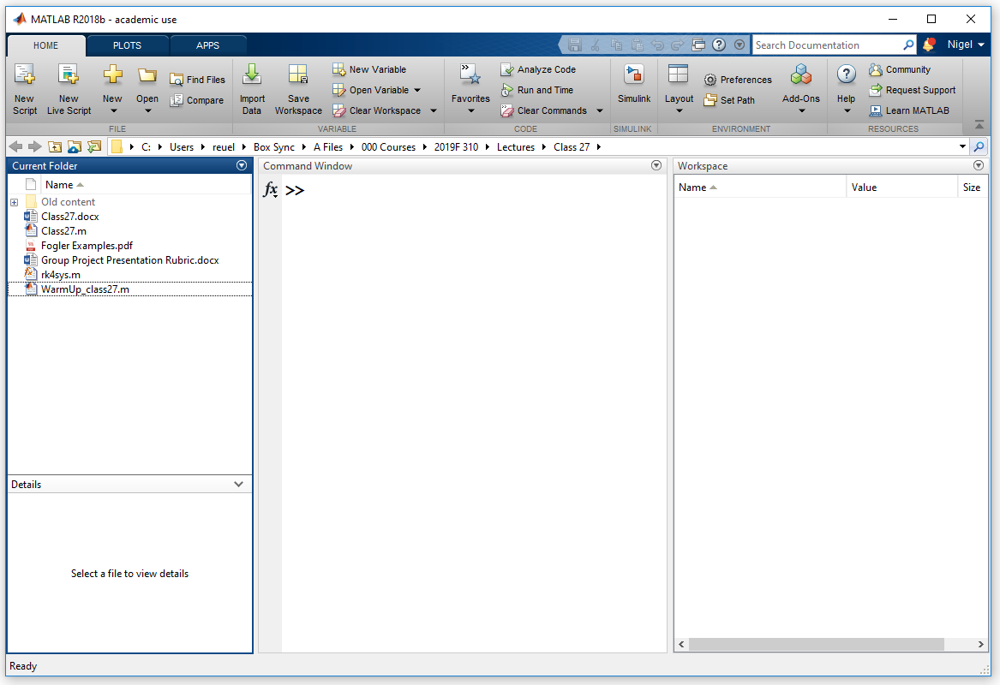 MATLAB R2018b - academic use
HOME PLOTS APPS
Search Documentation
Nigel
New Script
New Live Script
New
Open
Find Files
Compare
FILE
Import Data
Save Workspace
New Variable
Open Variable
Clear Workspace
VARIABLE
Favorites
Analyze Code
Run and Time
Clear Commands
CODE
Simulink
SIMULINK
Layout
Preferences
Set Path
Add-Ons
ENVIRONMENT
Help
Community
Request Support
Learn MATLAB
RESOURCES
C: Users reuel Box Sync A Files 000 Courses 2019F 310 Lectures Class 27
Current Folder
Name
Old content
Class27.docx
Class27.m
Fogler Examples.pdf
Group Project Presentation Rubric.docx
rk4sys.m
WarmUp_class27.m
Details
Select a file to view details
Command Window
fx >>
Workspace
Name Value Size
Ready